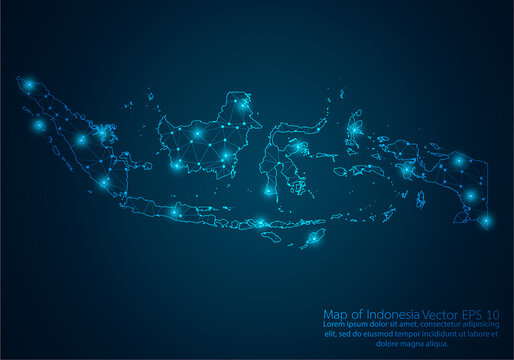 Map of Indonesia Vector EPS 10
Lorem ipsum dolor sit amet, consectetur adipiscing
elit, sed do eiusmod tempor incididunt ut labore
et dolore magna
aliqua.